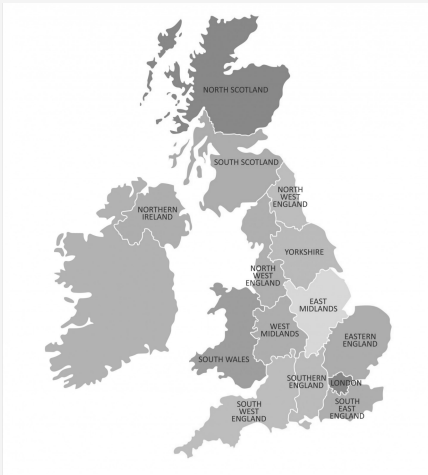 NORTH SCOTLAND
SOUTH SCOTLAND
NORTH
WEST
ENGLAND
NORTHERN
IRELAND
YORKSHIRE
NORTH
WEST
ENGLAND
EAST
MIDLANDS
WEST
MIDLANDS
EASTERN
ENGLAND
SOUTH WALES
SOUTHERN
ENGLAND
LONDON
SOUTH
WEST
ENGLAND
SOUTH
EAST
ENGLAND